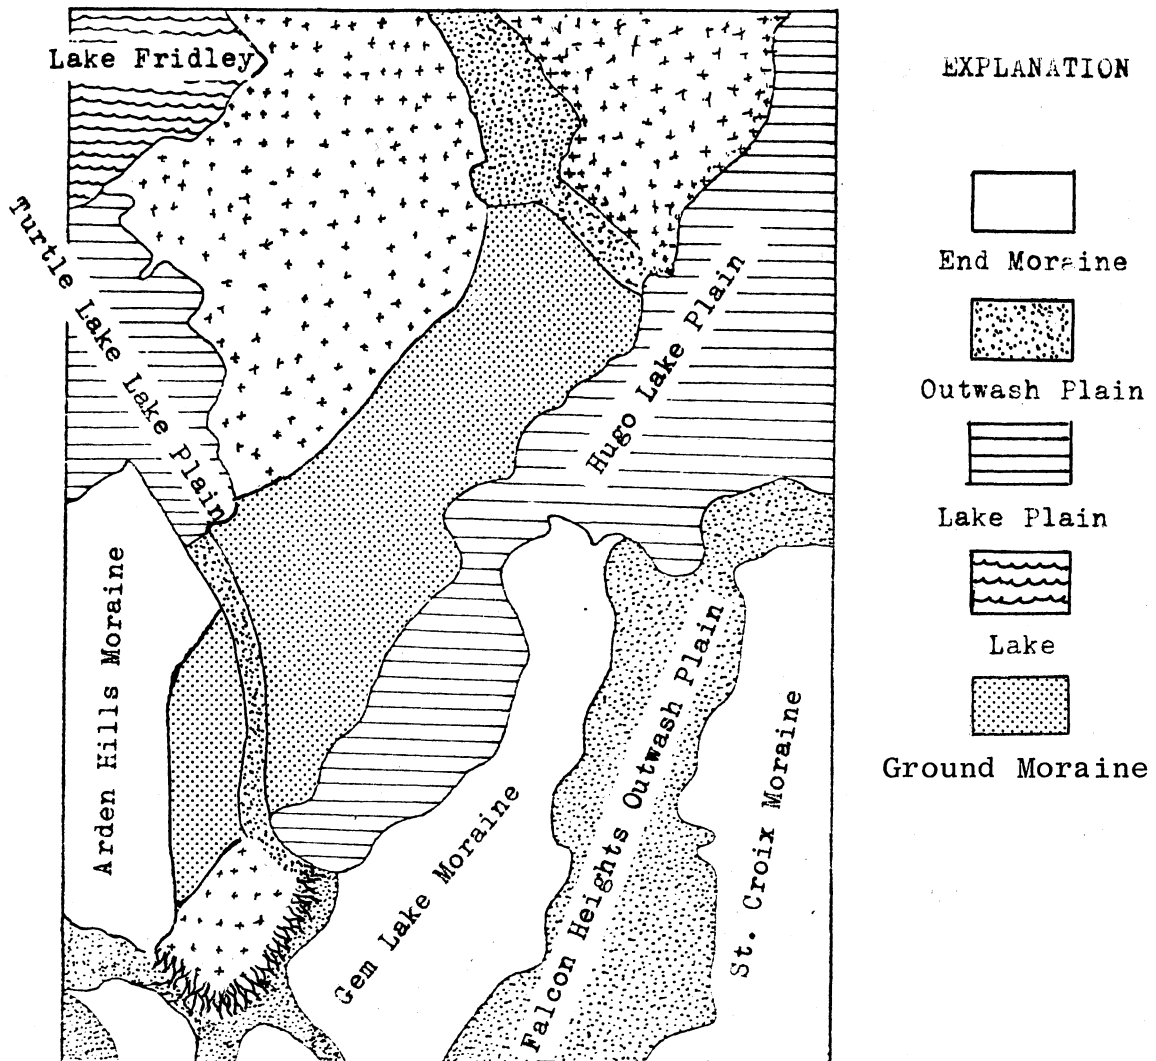 Lake Fridley
EXPLANATION
End Moraine
Turtle Lake Lake Plain
Hugo Lake Plain
Outwash Plain
Lake Plain
Lake
Arden Hills Moraine
Ground Moraine
Gem Lake Moraine
Falcon Heights Outwash Plain
St. Croix Moraine